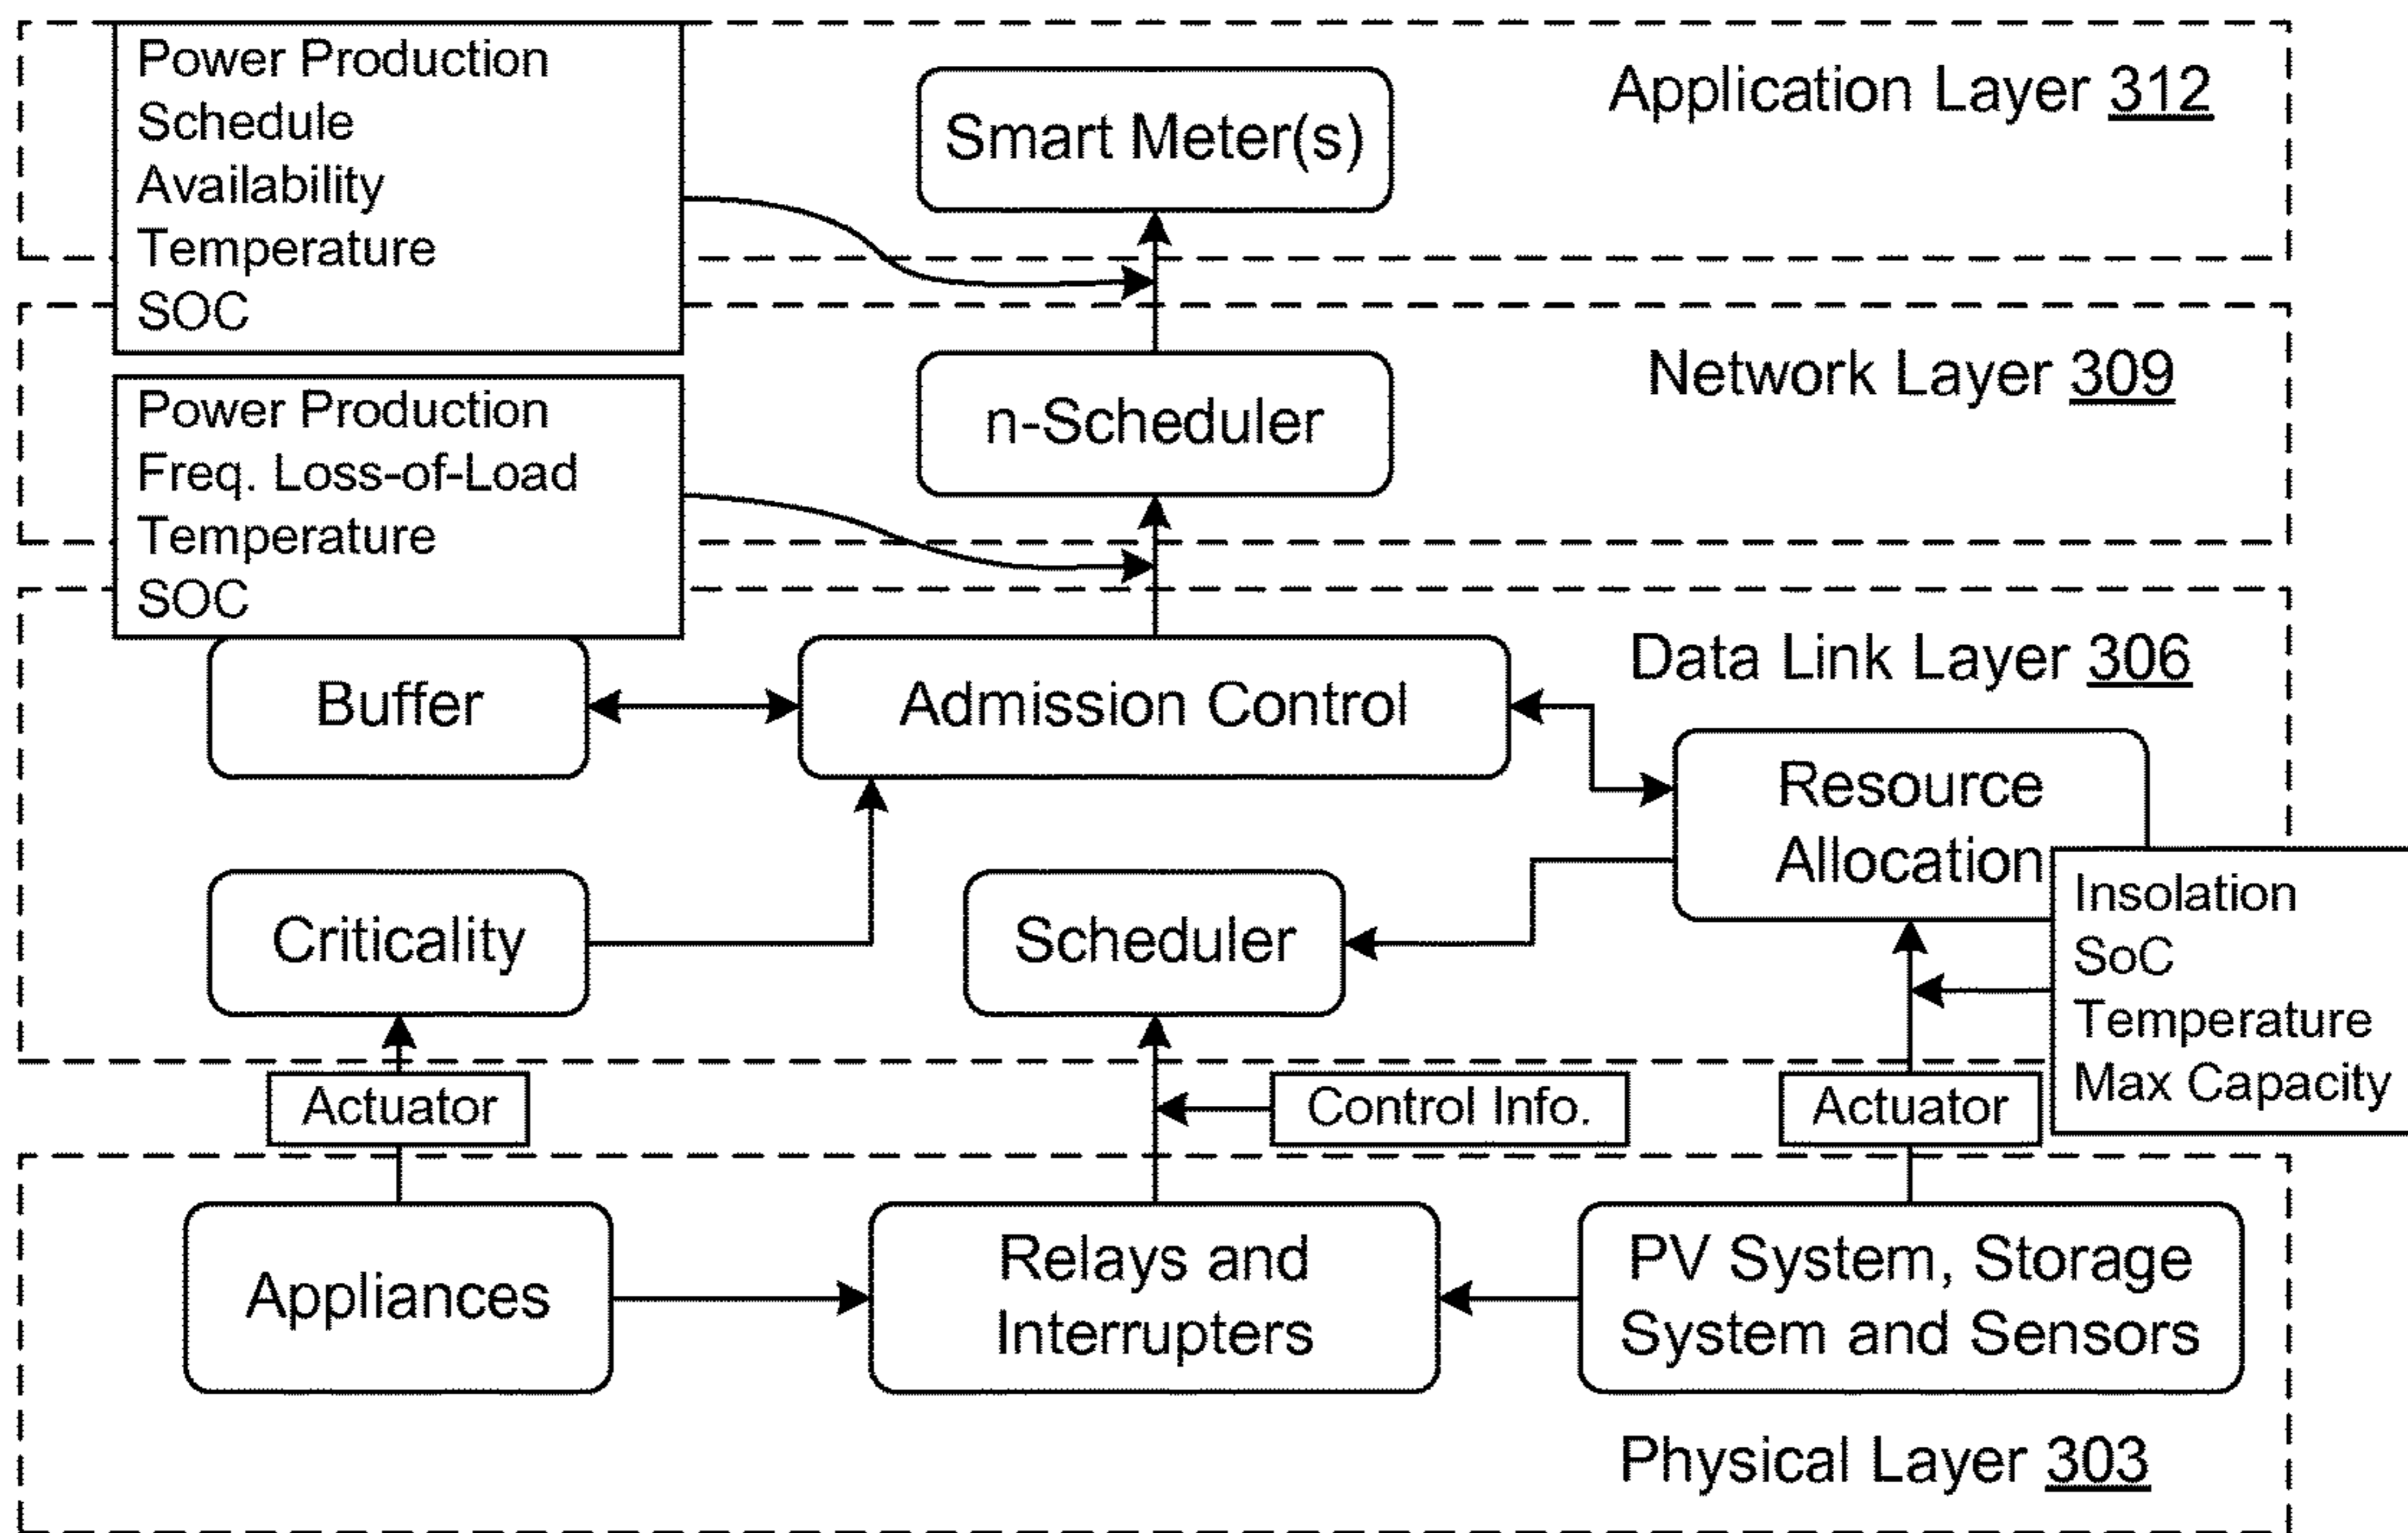 Power Production
Schedule
Availability
Temperature
SOC
Smart Meter(s)
Application Layer 312
Network Layer 309
n-Scheduler
Power Production
Freq. Loss-of-Load
Temperature
SOC
Data Link Layer 306
Buffer
Admission Control
Resource
Allocation
Criticality
Scheduler
Insolation
SoC
Temperature
Max Capacity
Actuator
Control Info.
Actuator
Appliances
Relays and
Interrupters
PV System, Storage
System and Sensors
Physical Layer 303